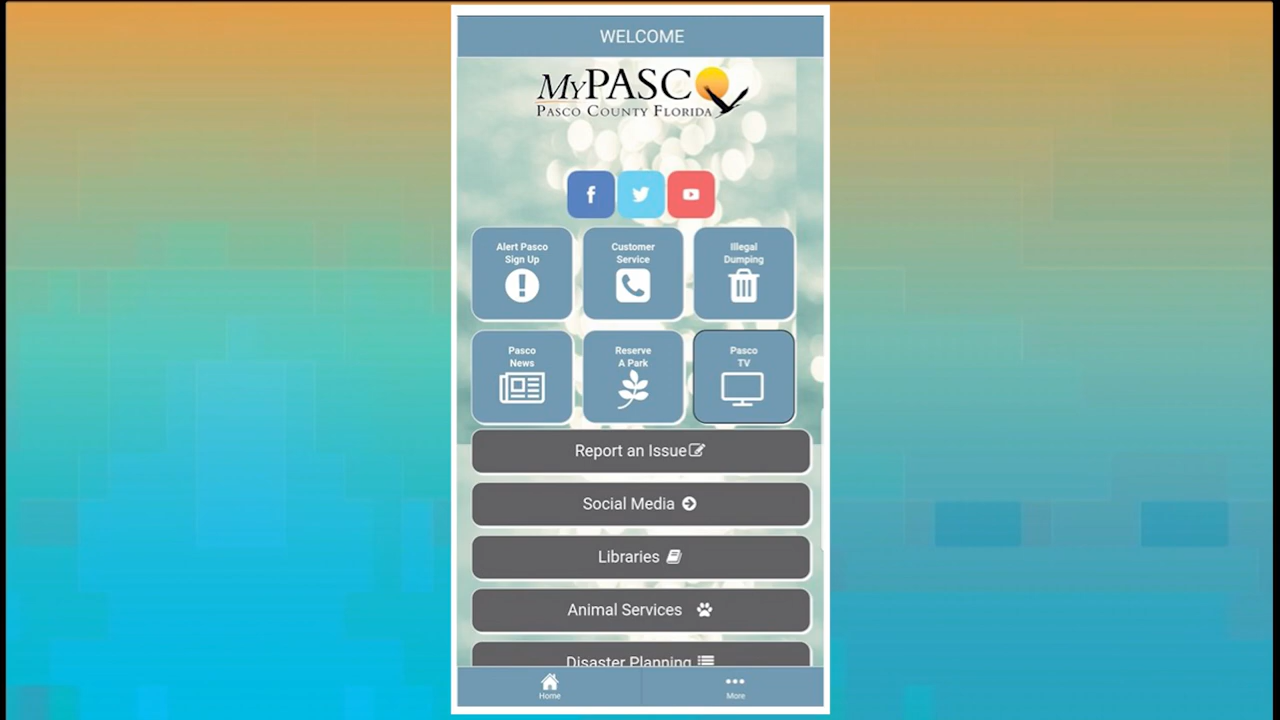 WELCOME
MyPASCO
PASCO COUNTY FLORIDA
Alert Pasco
Sign Up
Customer
Service
Illegal
Dumping
Pasco
News
Reserve
A Park
Pasco
TV
Report an Issue
Social Media
Libraries
Animal Services
Disaster Planning
Home
More